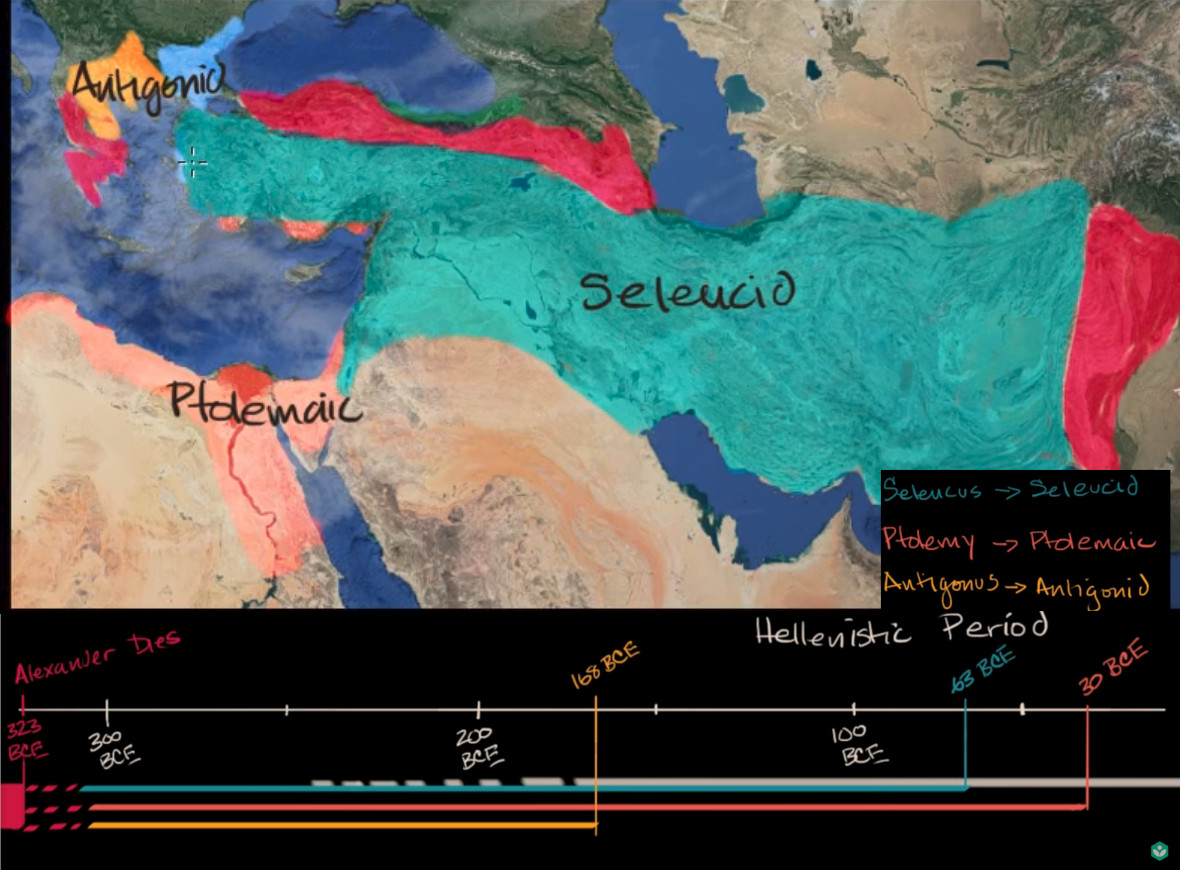 Antigonid
Seleucid
Ptolemaic
Seleucus → Seleucid
Ptolemy → Ptolemaic
Antigonus → Antigonid
Hellenistic Period
Alexander Dies
168 BCE
63 BCE
30 BCE
323
BCE
300
BCE
200
BCE
100
BCE